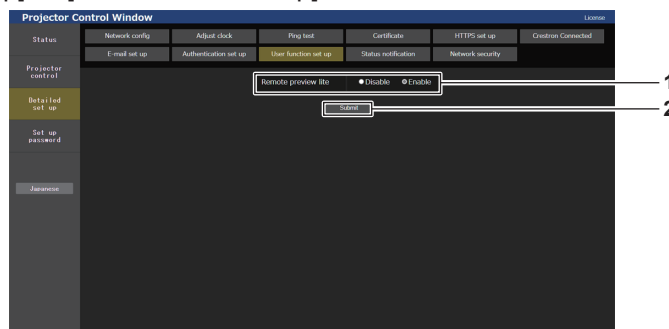 Projector Control Window
License
Status
Network config
Adjust clock
Ping test
Certificate
HTTPS set up
Crestron Connected
E-mail set up
Authentication set up
User function set up
Status notification
Network security
Projector
control
Remote preview lite
Disable
Enable
1
Detailed
set up
Submit
2
Set up
password
Japanese